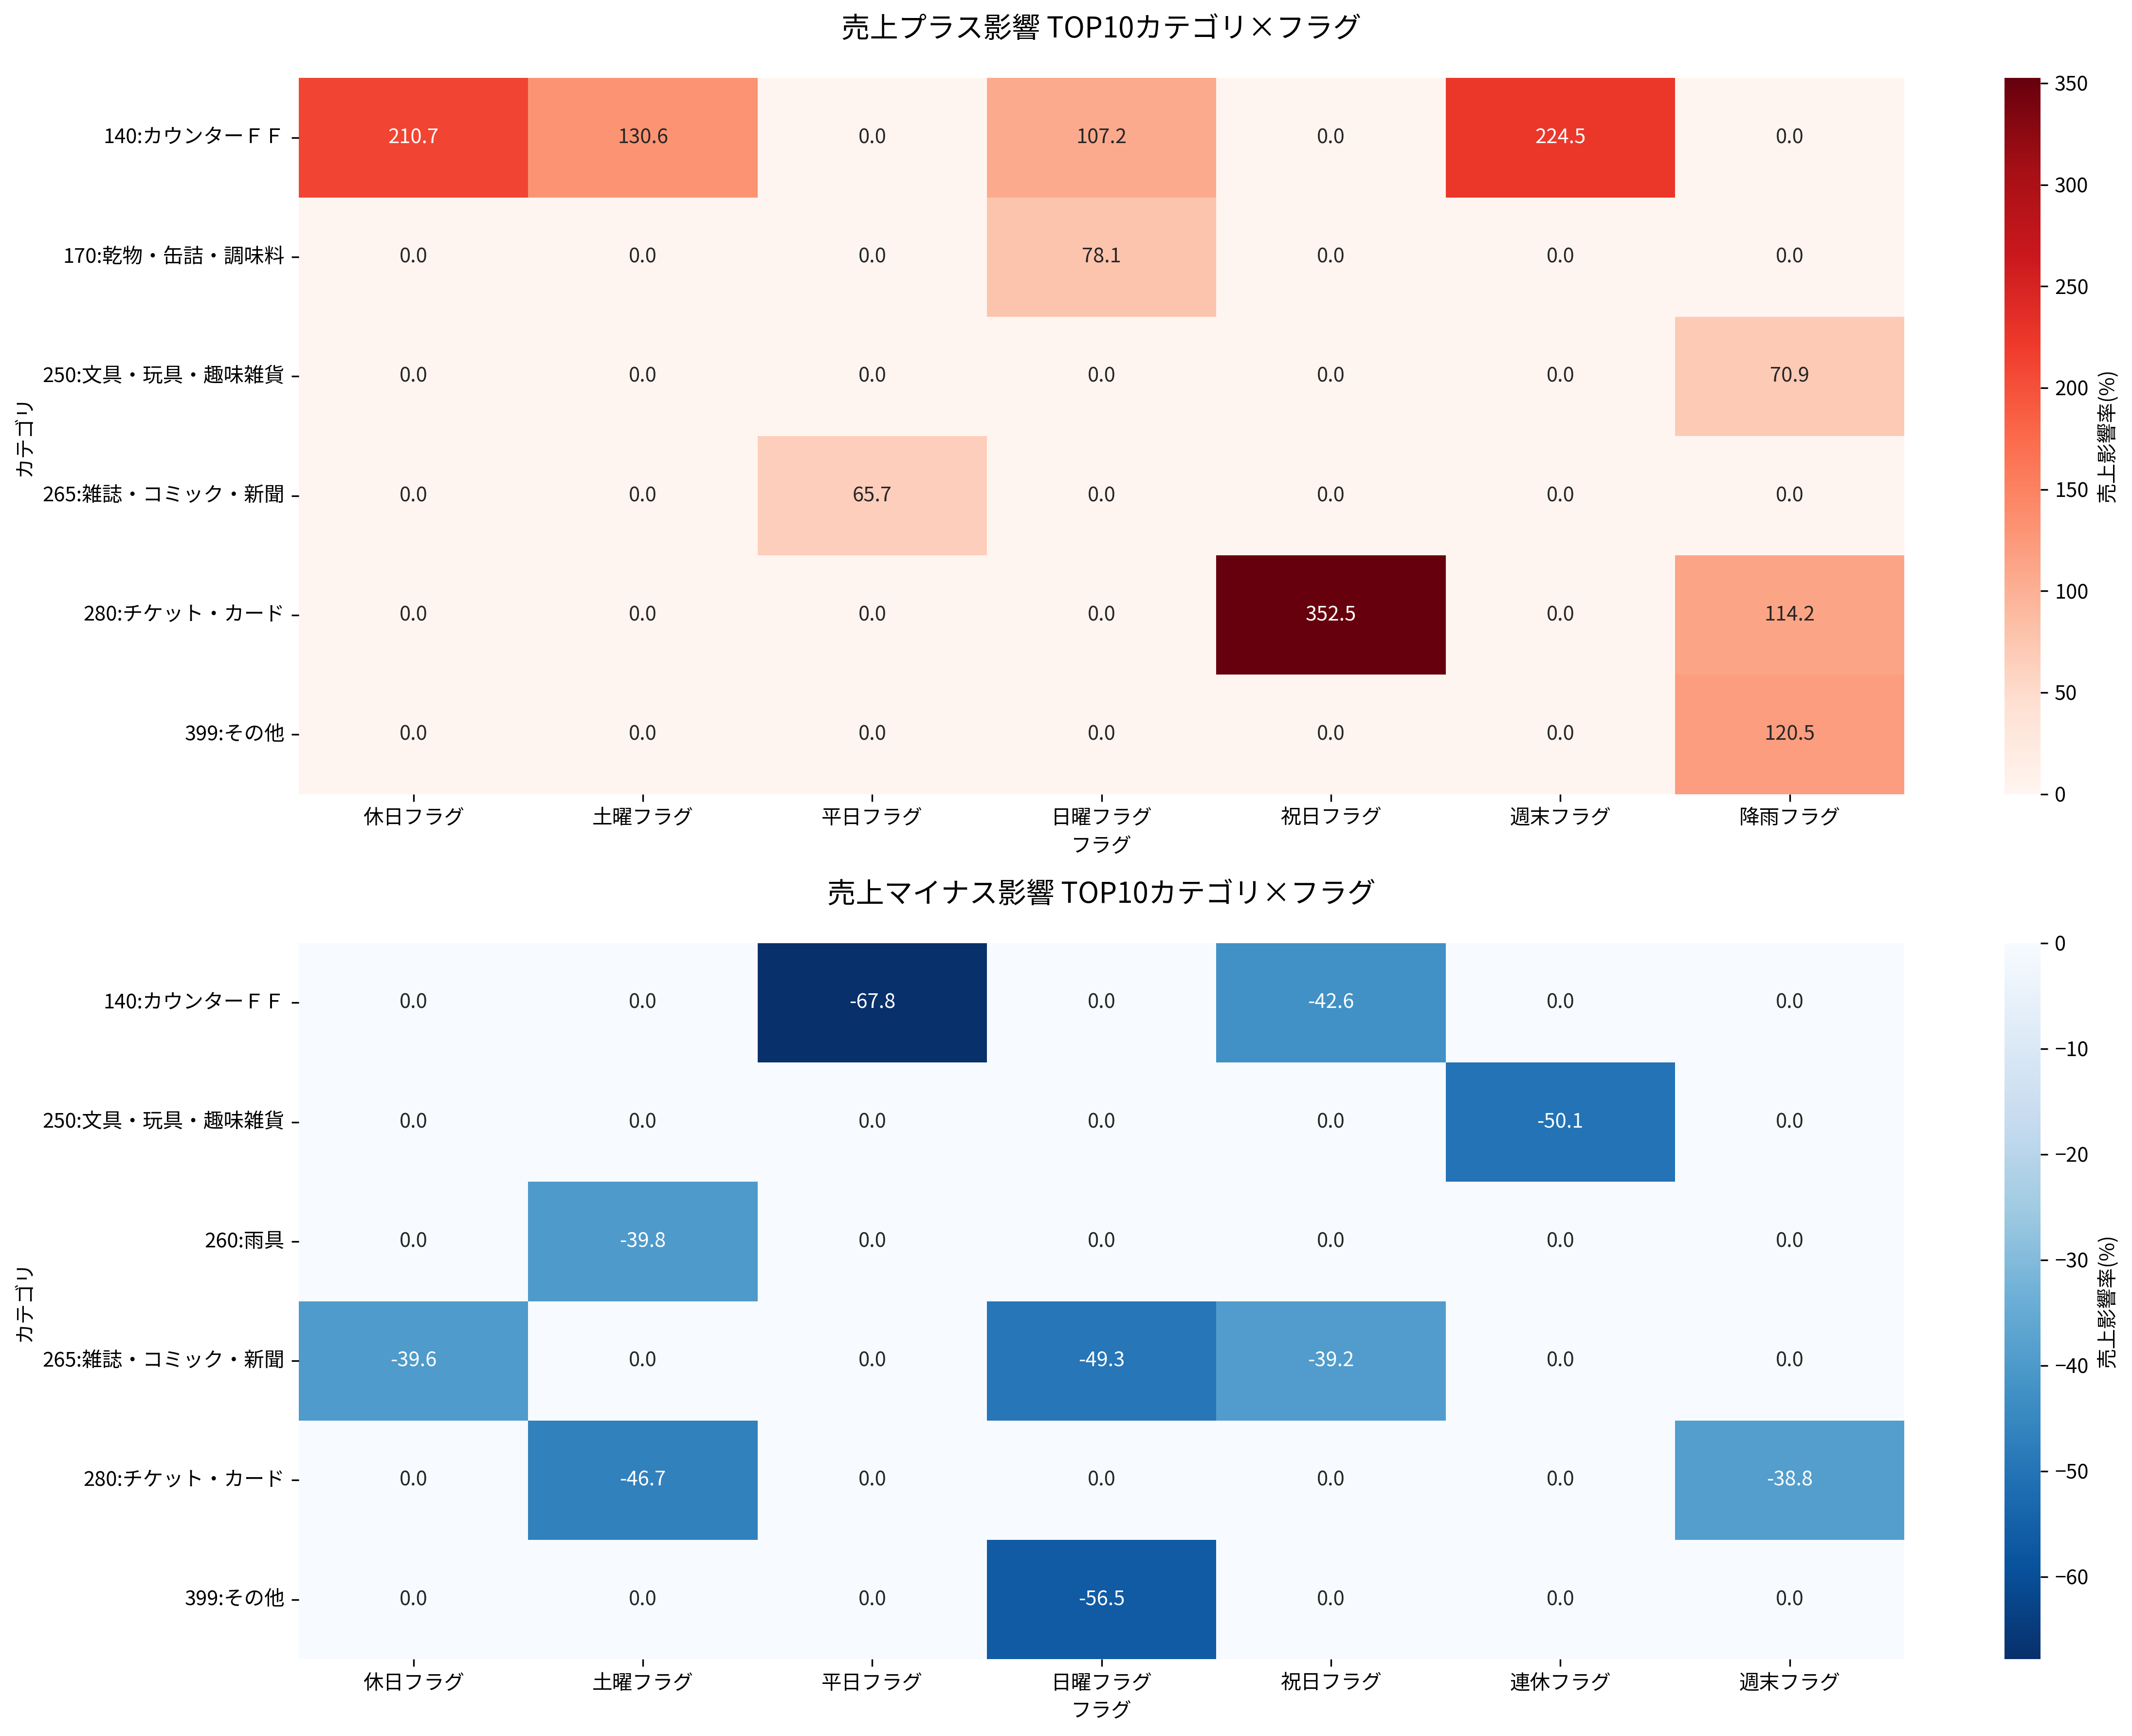 売上プラス影響 TOP10カテゴリ×フラグ
カテゴリ
140:カウンターＦＦ 210.7 130.6 0.0 107.2 0.0 224.5 0.0
170:乾物・缶詰・調味料 0.0 0.0 0.0 78.1 0.0 0.0 0.0
250:文具・玩具・趣味雑貨 0.0 0.0 0.0 0.0 0.0 0.0 70.9
265:雑誌・コミック・新聞 0.0 0.0 65.7 0.0 0.0 0.0 0.0
280:チケット・カード 0.0 0.0 0.0 0.0 352.5 0.0 114.2
399:その他 0.0 0.0 0.0 0.0 0.0 0.0 120.5
休日フラグ 土曜フラグ 平日フラグ 日曜フラグ 祝日フラグ 週末フラグ 降雨フラグ
フラグ
350
300
250
200
150
100
50
0
売上影響率(%)
売上マイナス影響 TOP10カテゴリ×フラグ
カテゴリ
140:カウンターＦＦ 0.0 0.0 -67.8 0.0 -42.6 0.0 0.0
250:文具・玩具・趣味雑貨 0.0 0.0 0.0 0.0 0.0 -50.1 0.0
260:雨具 0.0 -39.8 0.0 0.0 0.0 0.0 0.0
265:雑誌・コミック・新聞 -39.6 0.0 0.0 -49.3 -39.2 0.0 0.0
280:チケット・カード 0.0 -46.7 0.0 0.0 0.0 0.0 -38.8
399:その他 0.0 0.0 0.0 -56.5 0.0 0.0 0.0
休日フラグ 土曜フラグ 平日フラグ 日曜フラグ 祝日フラグ 連休フラグ 週末フラグ
フラグ
0
−10
−20
−30
−40
−50
−60
売上影響率(%)